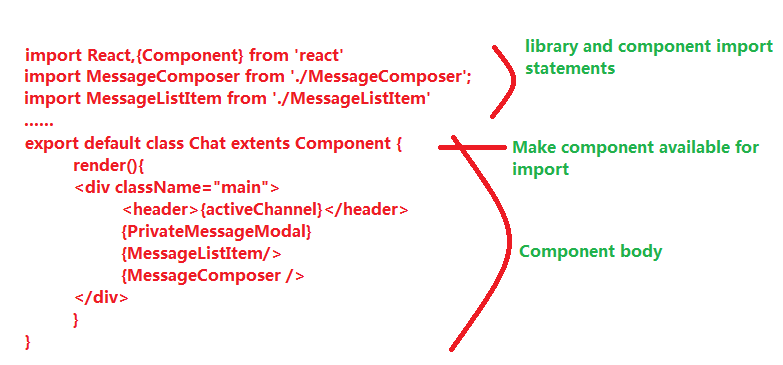 import React,{Component} from 'react'
import MessageComposer from './MessageComposer';
import MessageListItem from './MessageListItem'
......
export default class Chat extents Component {
render(){
<div className="main">
<header>{activeChannel}</header>
{PrivateMessageModal}
{MessageListItem/>
{MessageComposer />
</div>
}
}
library and component import
statements
Make component available for
import
Component body